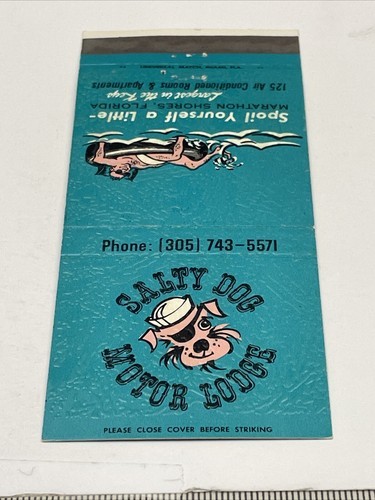 125 Air Conditioned Rooms & Apartments
Largest in the Keys
MARATHON SHORES, FLORIDA
Spoil Yourself a Little-
Phone: (305) 743-5571
SALTY DOG
MOTOR LODGE
PLEASE CLOSE COVER BEFORE STRIKING